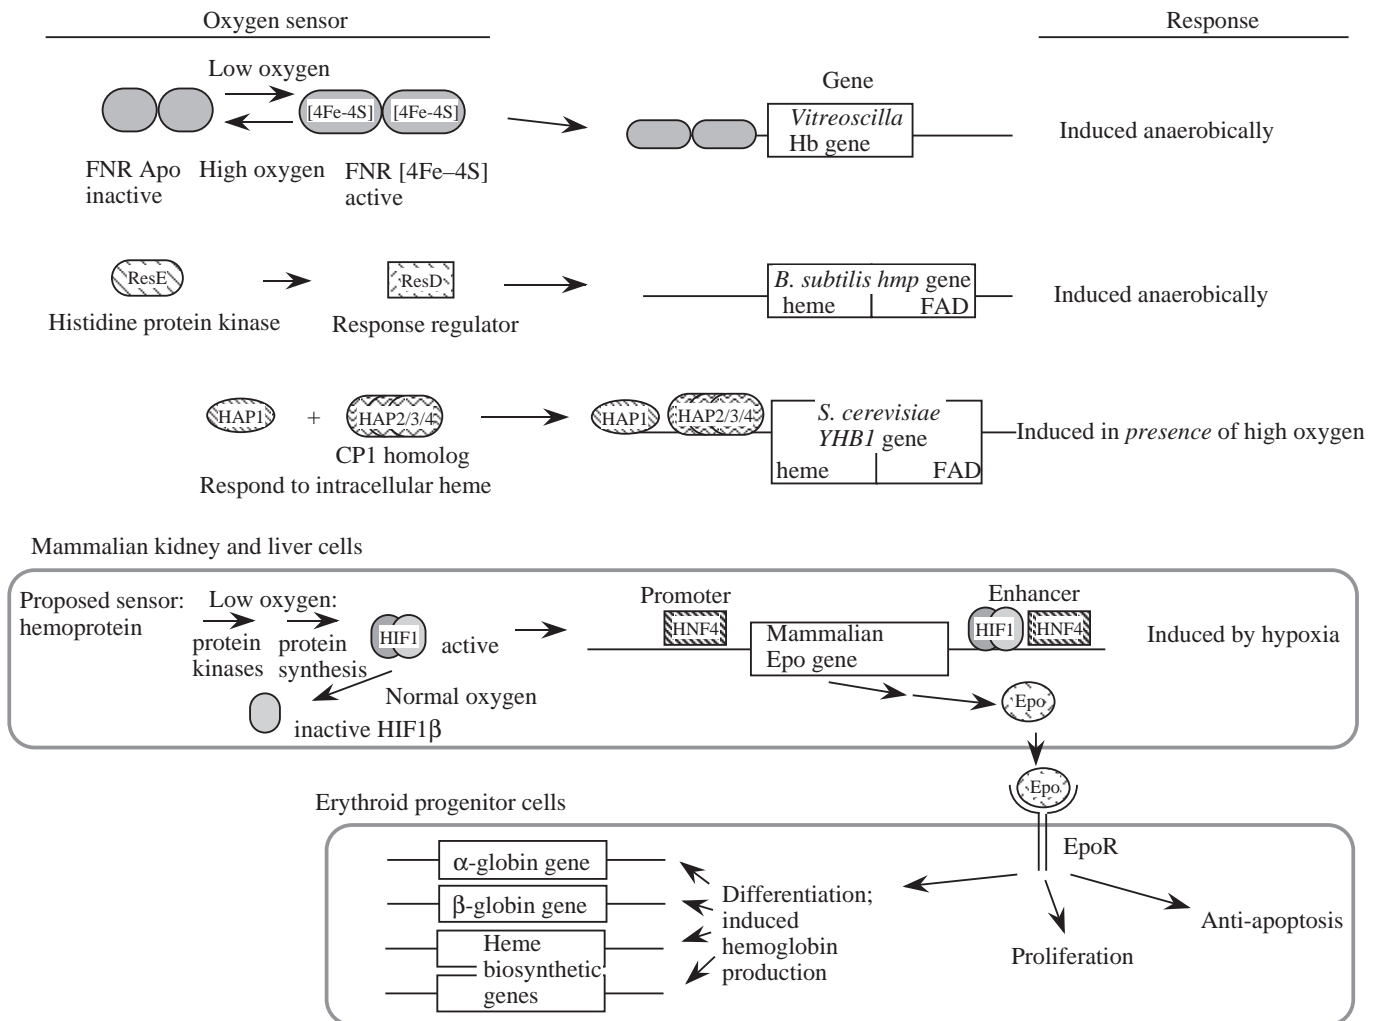 Oxygen sensor
Response
Low oxygen
Gene
[4Fe-4S] [4Fe-4S]
Vitreoscilla
Hb gene
Induced anaerobically
FNR Apo
inactive
High oxygen
FNR [4Fe–4S]
active
ResE
ResD
B. subtilis hmp gene
heme FAD
Induced anaerobically
Histidine protein kinase
Response regulator
HAP1 + HAP2/3/4
HAP1 HAP2/3/4
S. cerevisiae
YHB1 gene
heme FAD
Induced in presence of high oxygen
CP1 homolog
Respond to intracellular heme
Mammalian kidney and liver cells
Proposed sensor:
hemoprotein
Low oxygen:
protein
kinases
protein
synthesis
HIF1
active
Promoter
HNF4
Mammalian
Epo gene
Enhancer
HIF1 HNF4
Induced by hypoxia
Normal oxygen
inactive HIF1β
Epo
Epo
Erythroid progenitor cells
EpoR
α-globin gene
β-globin gene
Heme
biosynthetic
genes
Differentiation;
induced
hemoglobin
production
Proliferation
Anti-apoptosis